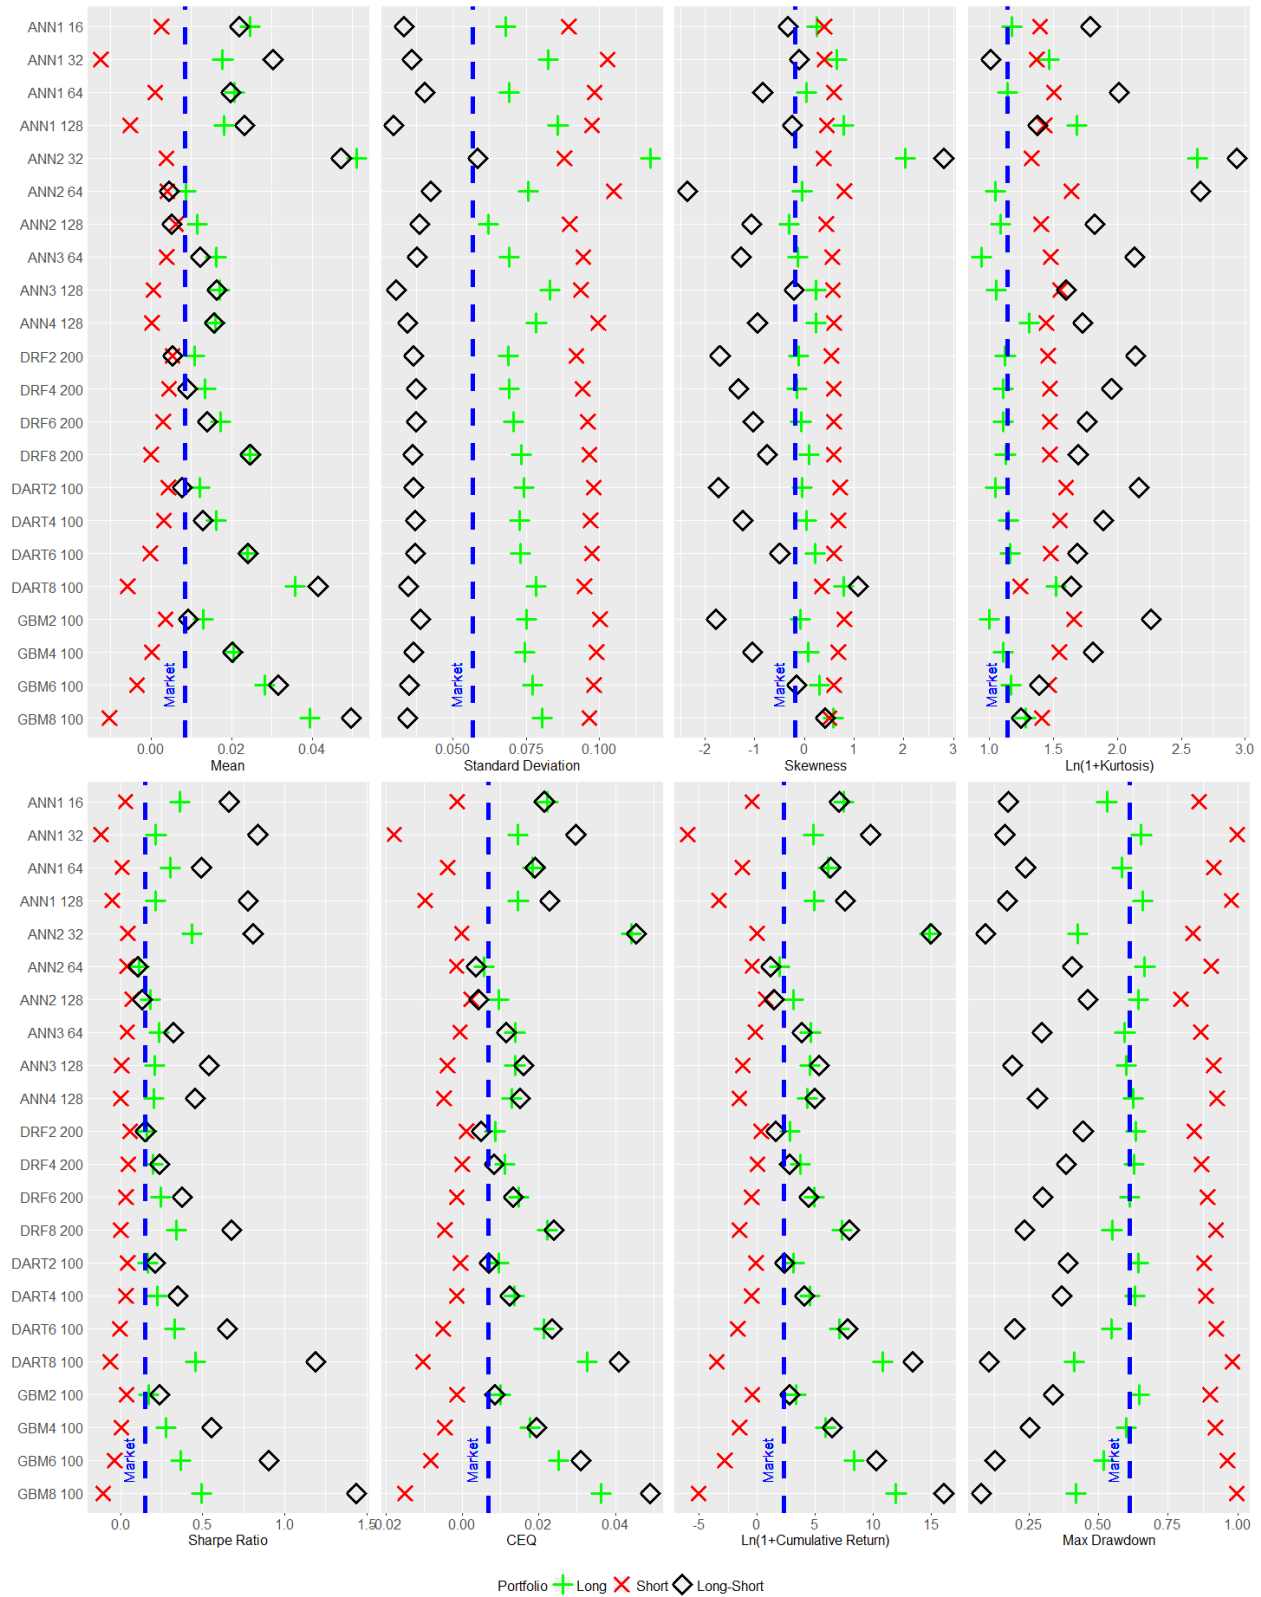 ANN1 16
ANN1 32
ANN1 64
ANN1 128
ANN2 32
ANN2 64
ANN2 128
ANN3 64
ANN3 128
ANN4 128
DRF2 200
DRF4 200
DRF6 200
DRF8 200
DART2 100
DART4 100
DART6 100
DART8 100
GBM2 100
GBM4 100
GBM6 100
GBM8 100
Market Market Market Market
0.00 0.02 0.04 0.050 0.075 0.100 -2 -1 0 1 2 3 1.0 1.5 2.0 2.5 3.0
Mean Standard Deviation Skewness Ln(1+Kurtosis)
ANN1 16
ANN1 32
ANN1 64
ANN1 128
ANN2 32
ANN2 64
ANN2 128
ANN3 64
ANN3 128
ANN4 128
DRF2 200
DRF4 200
DRF6 200
DRF8 200
DART2 100
DART4 100
DART6 100
DART8 100
GBM2 100
GBM4 100
GBM6 100
GBM8 100
Market Market Market Market
0.0 0.5 1.0 1.5 -0.02 0.00 0.02 0.04 -5 0 5 10 15 0.25 0.50 0.75 1.00
Sharpe Ratio CEQ Ln(1+Cumulative Return) Max Drawdown
Portfolio Long Short Long-Short